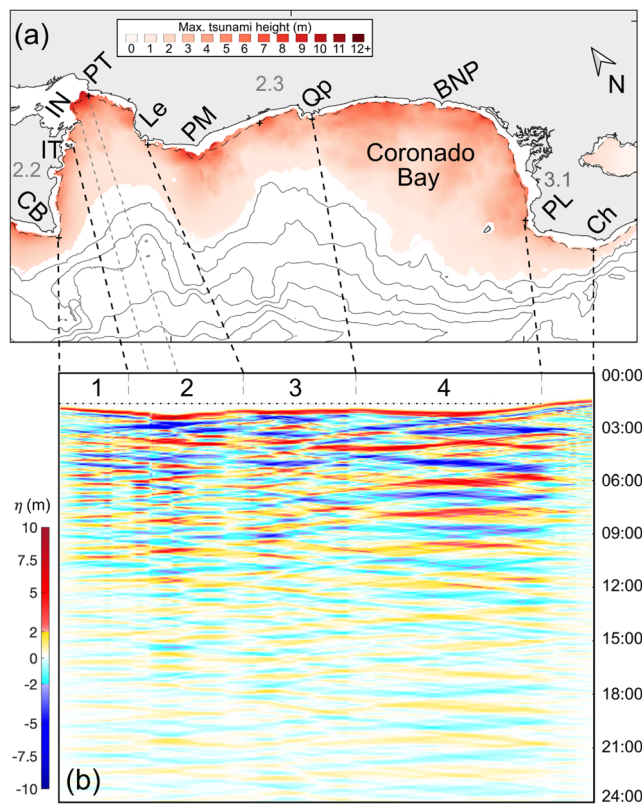 (a)
Max. tsunami height (m)
0 1 2 3 4 5 6 7 8 9 10 11 12+
N
IN
PT
Le
PM
2.3
Qp
BNP
IT
2.2
CB
Coronado
Bay
3.1
PL
Ch
00:00
1 2 3 4
03:00
06:00
09:00
12:00
15:00
18:00
21:00
24:00
η (m)
10
7.5
5
2
0
-2
-5
-7.5
-10
(b)